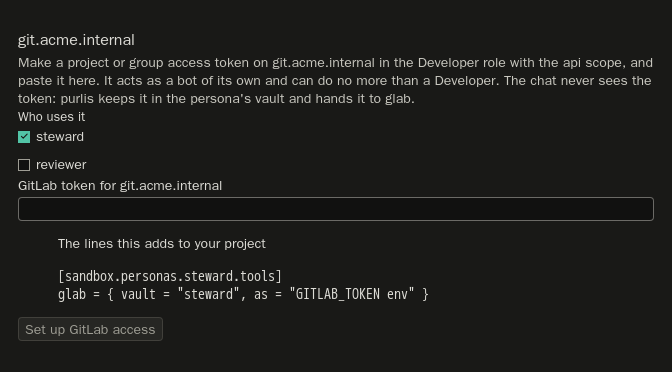 git.acme.internal
Make a project or group access token on git.acme.internal in the Developer role with the api scope, and
paste it here. It acts as a bot of its own and can do no more than a Developer. The chat never sees the
token: purlis keeps it in the persona's vault and hands it to glab.
Who uses it
steward
reviewer
GitLab token for git.acme.internal
The lines this adds to your project
[sandbox.personas.steward.tools]
glab = { vault = "steward", as = "GITLAB_TOKEN env" }
Set up GitLab access